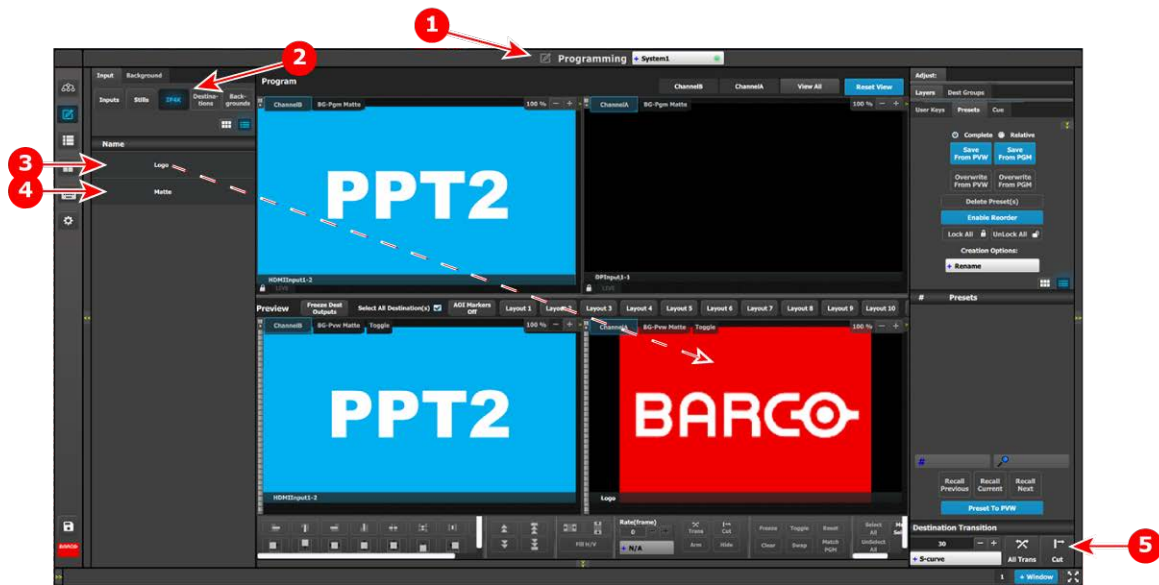 1
Programming
+ System1
2
Input Background
Inputs Stills IP4K Destina-
tions Back-
grounds
Name
3
Logo
4
Matte
BARCO
Program
ChannelB ChannelA View All Reset View
ChannelB BG-Pgm Matte 100 % - +
PPT2
HDMIInput1-2
LIVE
ChannelA BG-Pgm Matte 100 % - +
DPInput1-1
LIVE
Preview
Freeze Dest
Outputs
Select All Destination(s)
AOI Markers
Off
Layout 1 Layout 2 Layout 3 Layout 4 Layout 5 Layout 6 Layout 7 Layout 8 Layout 9 Layout 10
ChannelB BG-Pvw Matte Toggle 100 % - +
PPT2
HDMIInput1-2
ChannelA BG-Pvw Matte Toggle 100 % - +
BARCO
Logo
Fill H/V
Rate(frame)
0
+ N/A
Trans Cut
Arm Hide
Freeze Toggle Reset
Clear Swap Match
PGM
Select
All
UnSelect
All
Adjust:
Layers Dest Groups
User Keys Presets Cue
Complete Relative
Save
From PVW
Save
From PGM
Overwrite
From PVW
Overwrite
From PGM
Delete Preset(s)
Enable Reorder
Lock All UnLock All
Creation Options:
+ Rename
# Presets
#
Recall
Previous
Recall
Current
Recall
Next
Preset To PVW
Destination Transition
30 - +
+ S-curve
All Trans Cut
5
1 + Window